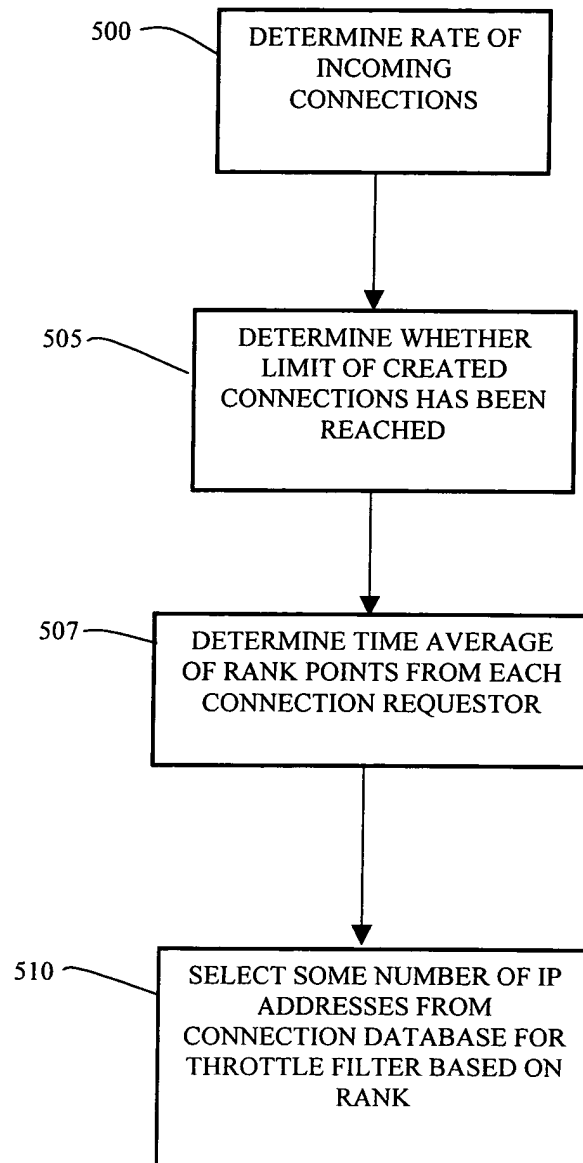 500
DETERMINE RATE OF
INCOMING
CONNECTIONS
505
DETERMINE WHETHER
LIMIT OF CREATED
CONNECTIONS HAS BEEN
REACHED
507
DETERMINE TIME AVERAGE
OF RANK POINTS FROM EACH
CONNECTION REQUESTOR
510
SELECT SOME NUMBER OF IP
ADDRESSES FROM
CONNECTION DATABASE FOR
THROTTLE FILTER BASED ON
RANK